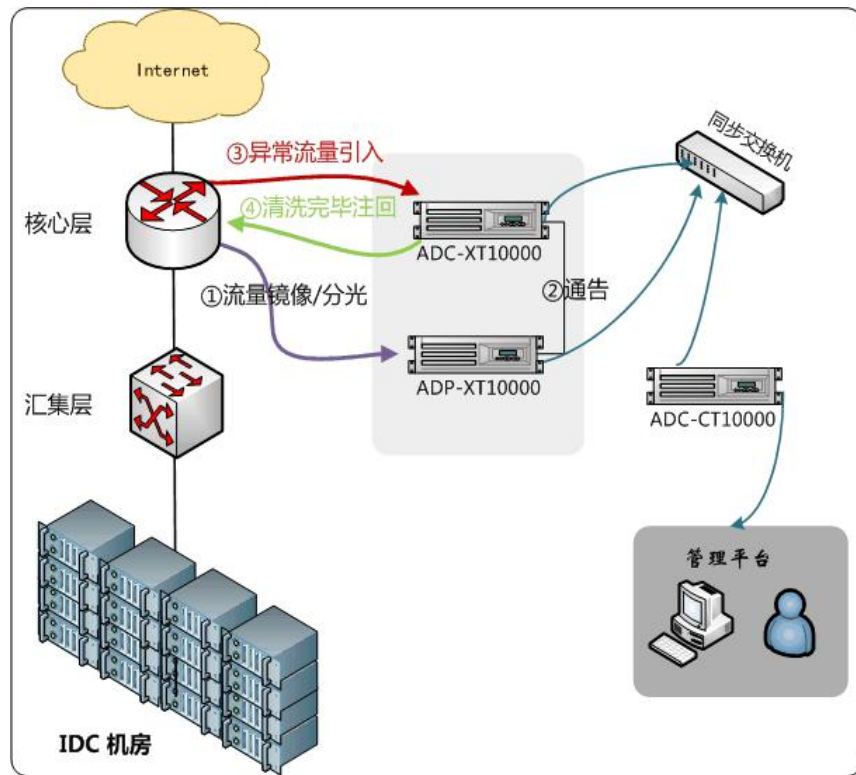 Internet
③异常流量引入
④清洗完毕注回
核心层
ADC-XT10000
同步交换机
①流量镜像/分光
②通告
ADP-XT10000
汇集层
ADC-CT10000
管理平台
IDC 机房